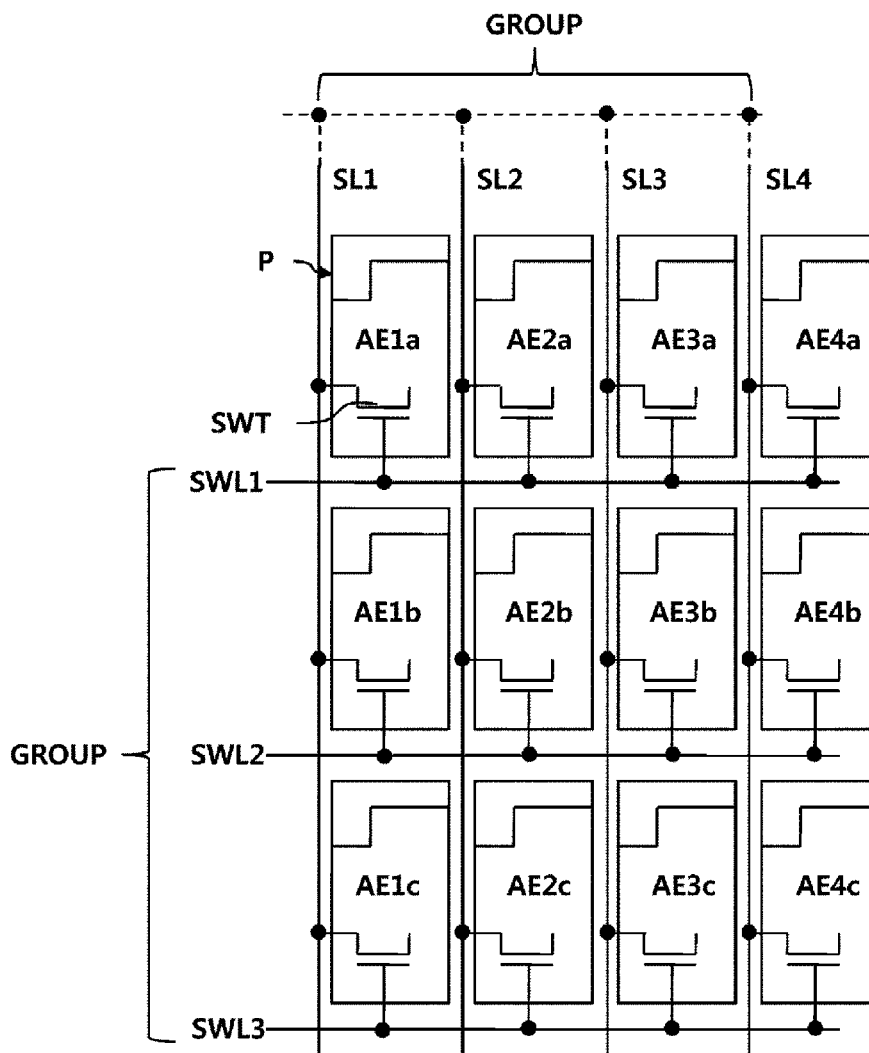 GROUP
SL1 SL2 SL3 SL4
P
AE1a AE2a AE3a AE4a
SWT
SWL1
AE1b AE2b AE3b AE4b
GROUP SWL2
AE1c AE2c AE3c AE4c
SWL3